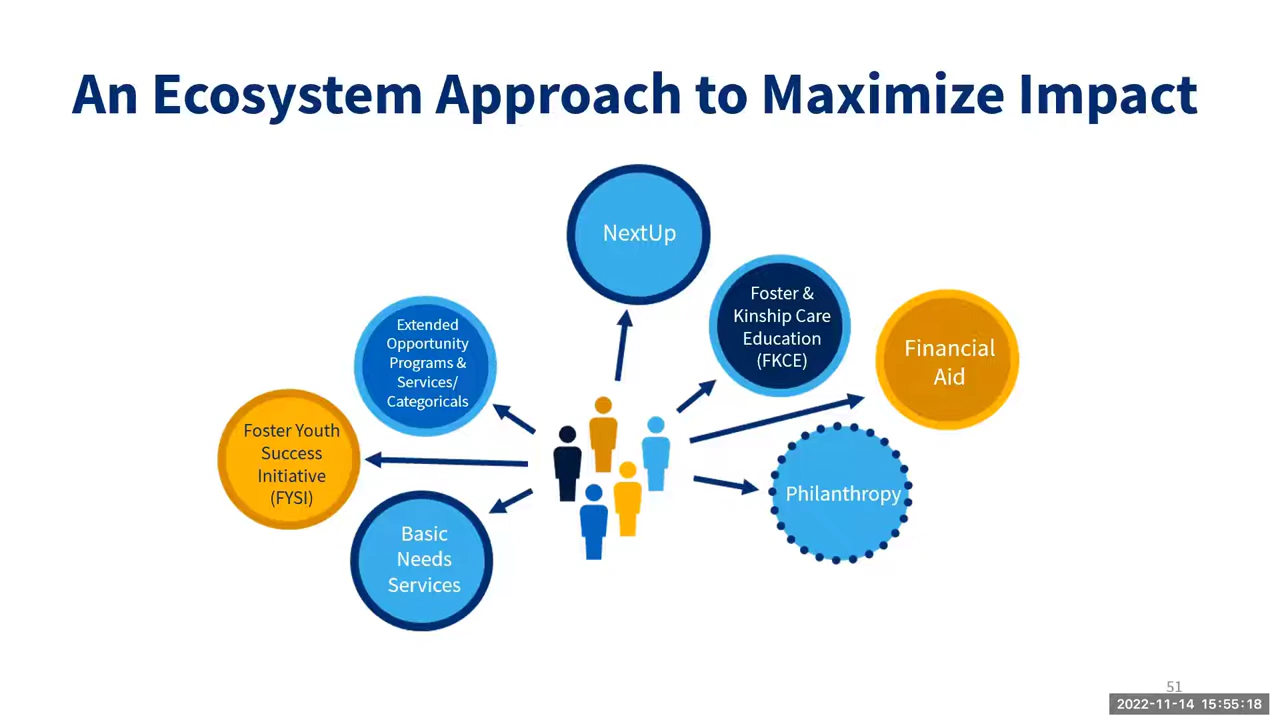 An Ecosystem Approach to Maximize Impact
NextUp
Foster &
Kinship Care
Education
(FKCE)
Financial
Aid
Extended
Opportunity
Programs &
Services/
Categoricals
Foster Youth
Success
Initiative
(FYSI)
Basic
Needs
Services
Philanthropy
51
2022-11-14 15:55:18